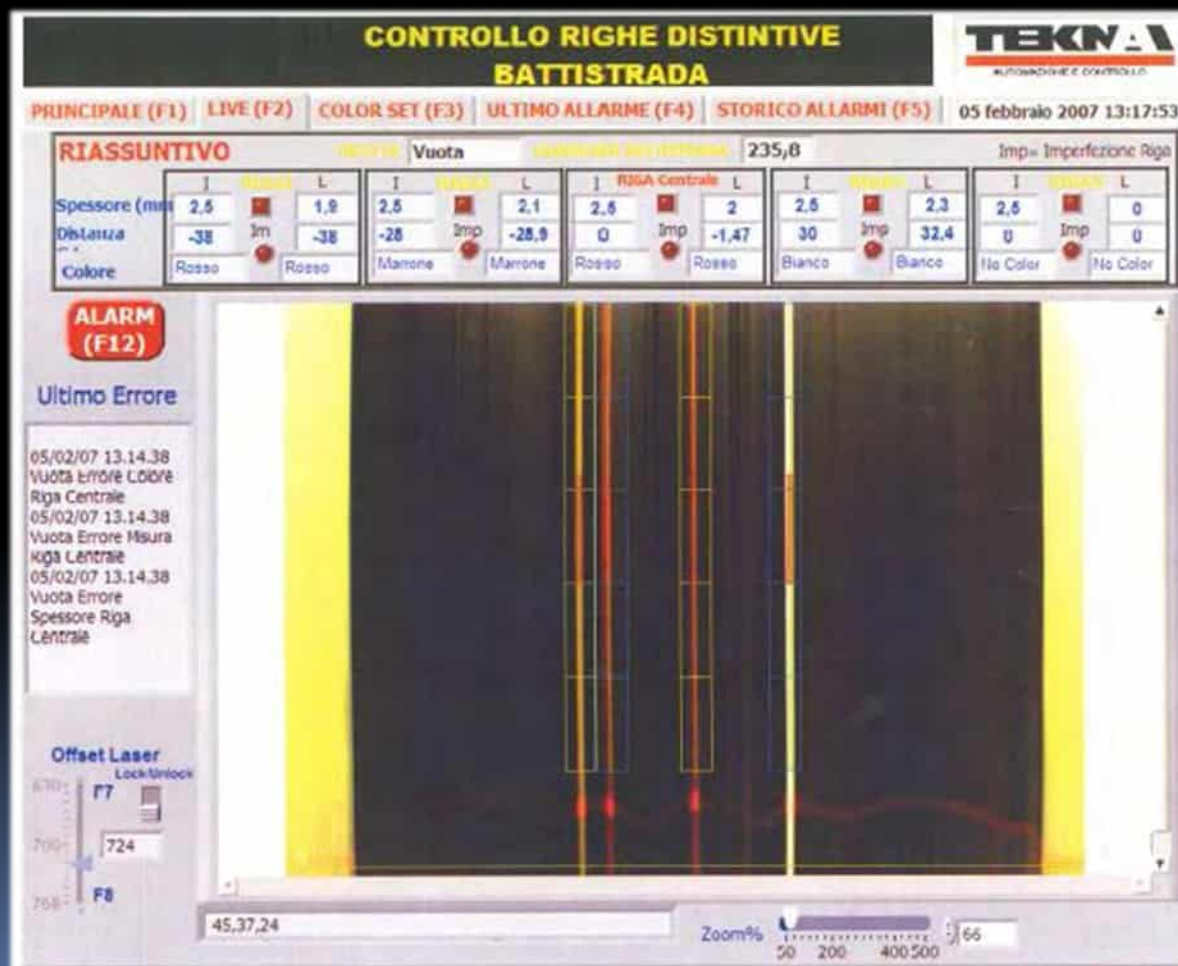 CONTROLLO RIGHE DISTINTIVE
BATTISTRADA
TEKNA
AUTOMAZIONE E CONTROLLO
PRINCIPALE (F1) LIVE (F2) COLOR SET (F3) ULTIMO ALLARME (F4) STORICO ALLARMI (F5) 05 febbraio 2007 13:17:53
RIASSUNTIVO Vuota 235,8 Imp= Imperfezione Riga
I L I L I RIGA Centrale L I L I L
Spessore (mm 2,5 1,9 2,5 2,1 2,5 2 2,5 2,3 2,5 0
Distanza -38 Im -38 -28 Imp -28,9 0 Imp -1,47 30 Imp 32,4 0 Imp 0
Colore Rosso Rosso Marrone Marrone Rosso Rosso Bianco Bianco No Color No Color
ALARM
(F12)
Ultimo Errore
05/02/07 13.14.38
Vuota Errore Colore
Riga Centrale
05/02/07 13.14.38
Vuota Errore Misura
Riga Centrale
05/02/07 13.14.38
Vuota Errore
Spessore Riga
Centrale
Offset Laser
Lock/Unlock
F7
700
724
F8
768
45,37,24
Zoom% 66
50 200 400 500